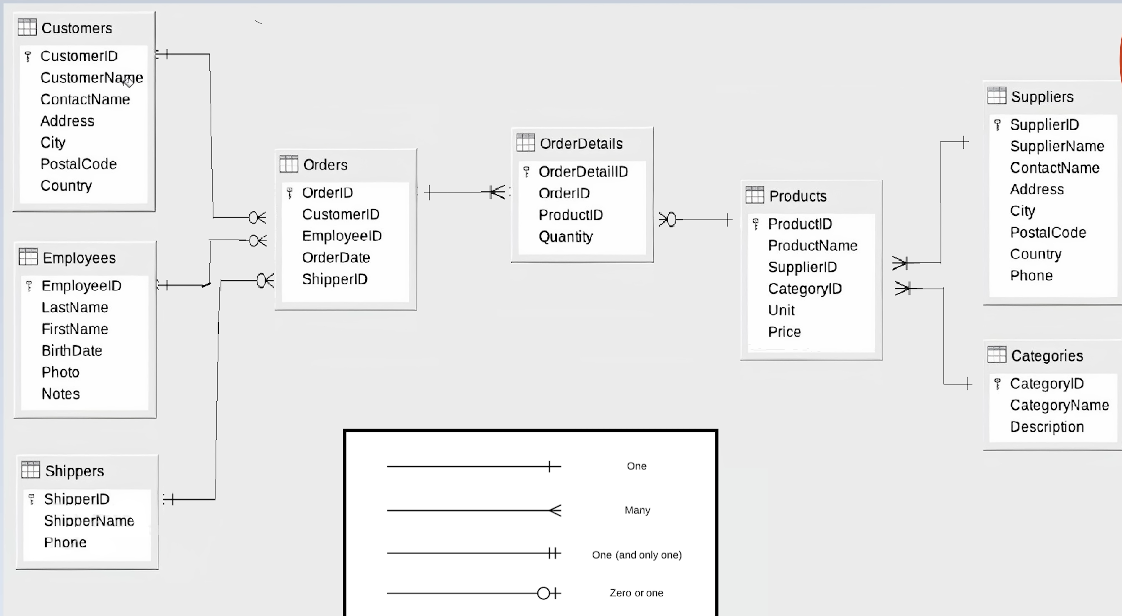 Customers
CustomerID
CustomerName
ContactName
Address
City
PostalCode
Country
Employees
EmployeeID
LastName
FirstName
BirthDate
Photo
Notes
Shippers
ShipperID
ShipperName
Phone
Orders
OrderID
CustomerID
EmployeeID
OrderDate
ShipperID
OrderDetails
OrderDetailID
OrderID
ProductID
Quantity
Products
ProductID
ProductName
SupplierID
CategoryID
Unit
Price
Suppliers
SupplierID
SupplierName
ContactName
Address
City
PostalCode
Country
Phone
Categories
CategoryID
CategoryName
Description
One
Many
One (and only one)
Zero or one